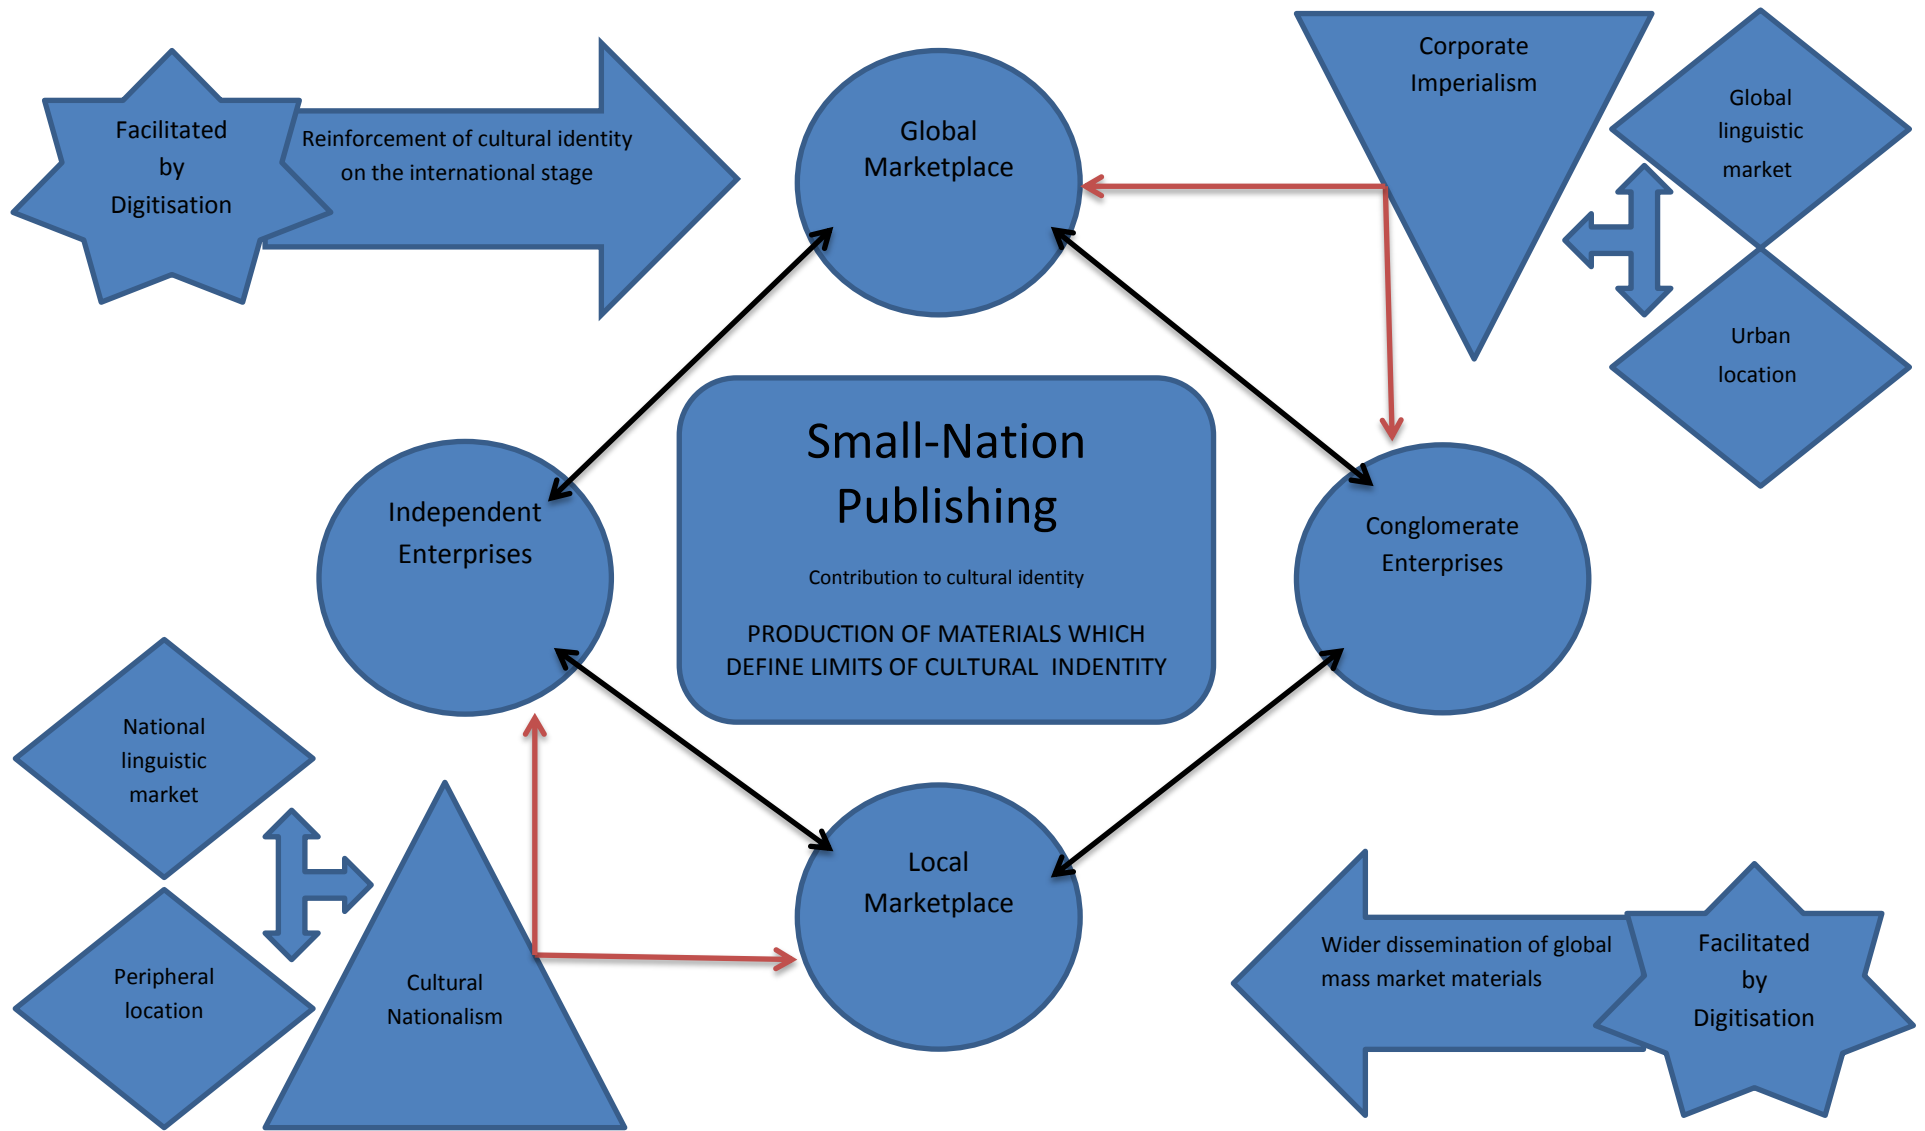 Facilitated
by
Digitisation
Reinforcement of cultural identity
on the international stage
Global
Marketplace
Corporate
Imperialism
Global
linguistic
market
Urban
location
Small-Nation
Publishing
Contribution to cultural identity
PRODUCTION OF MATERIALS WHICH
DEFINE LIMITS OF CULTURAL INDENTITY
Independent
Enterprises
Conglomerate
Enterprises
National
linguistic
market
Peripheral
location
Cultural
Nationalism
Local
Marketplace
Wider dissemination of global
mass market materials
Facilitated
by
Digitisation